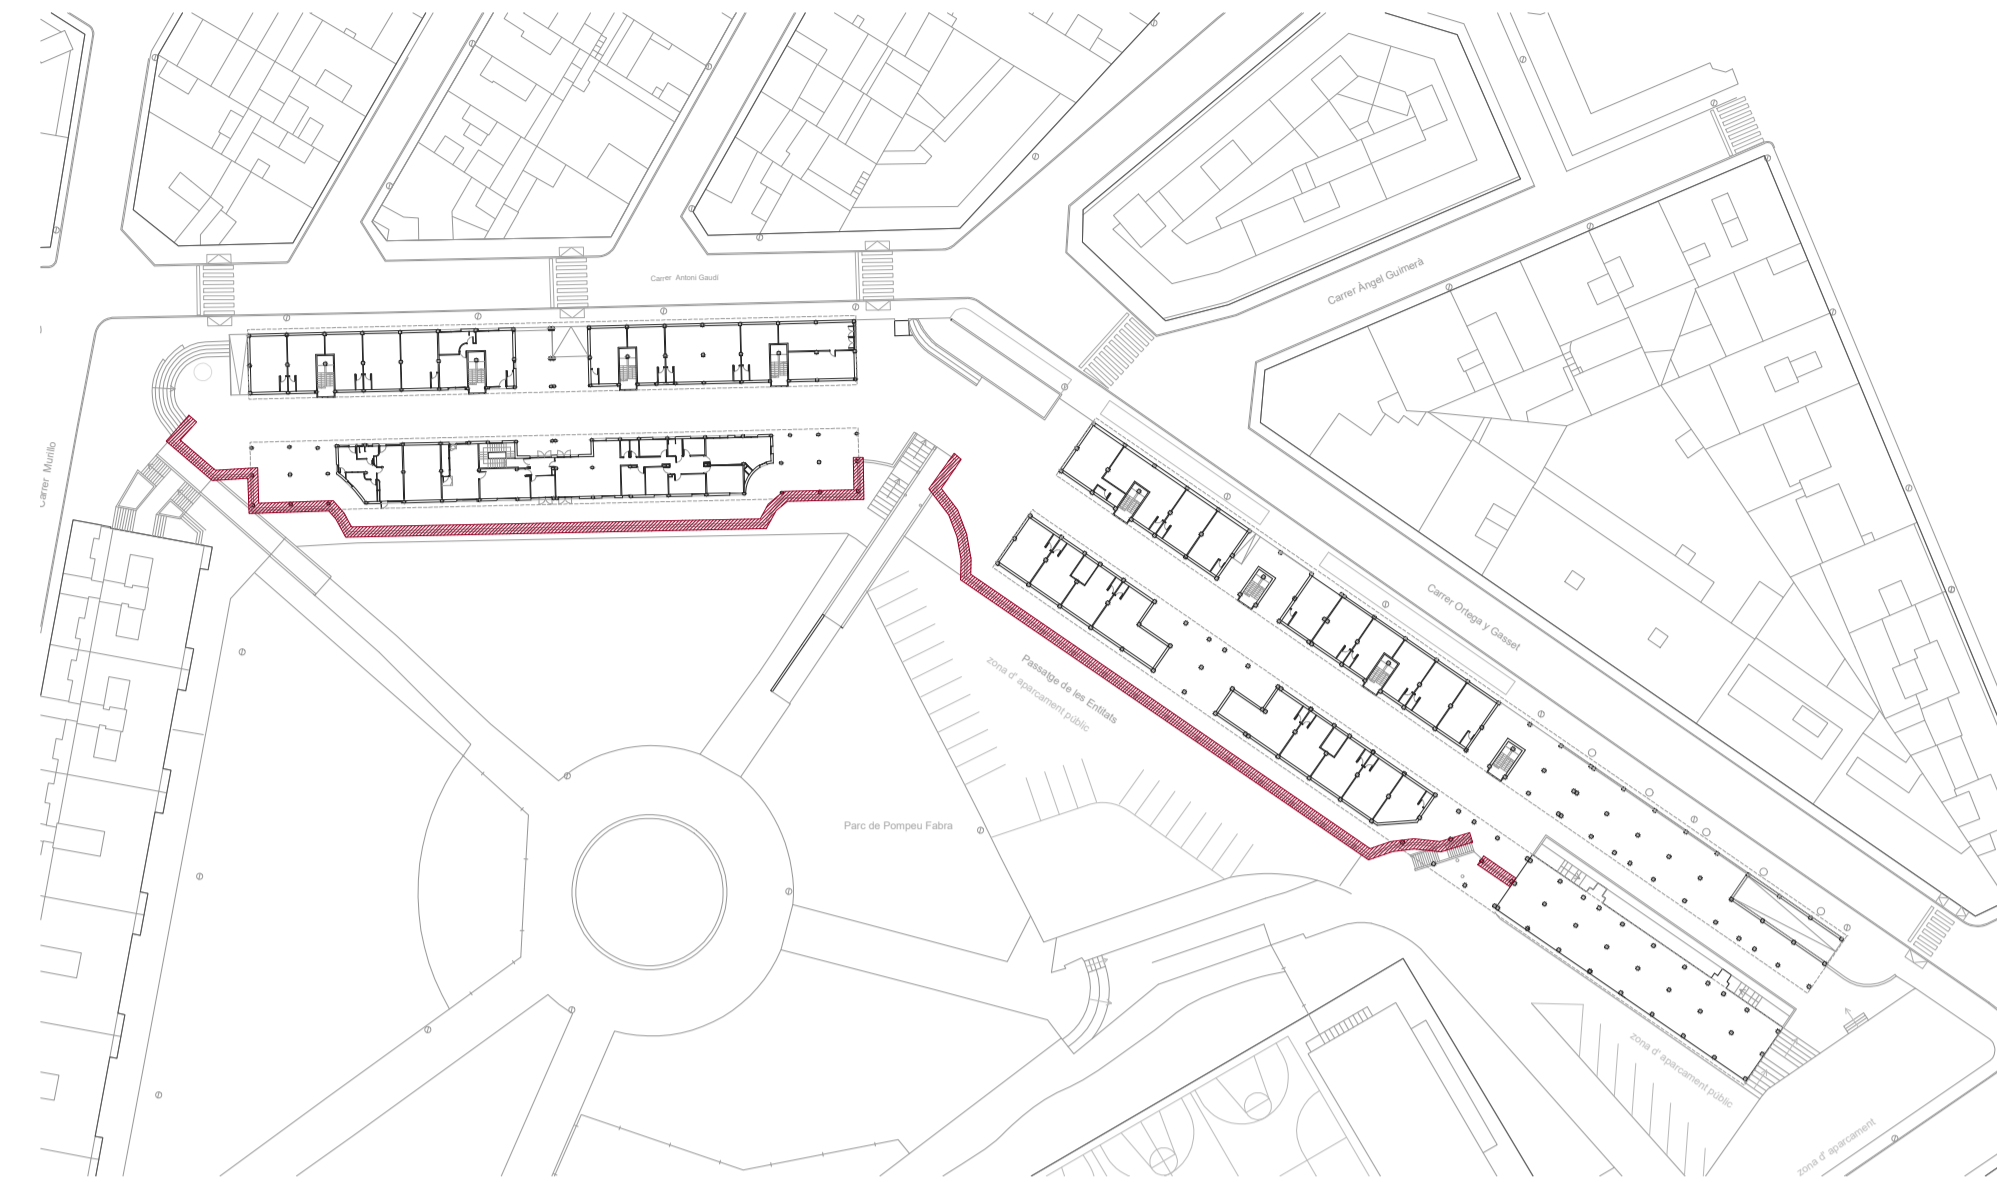 Carrer Antoni Gaudí
Carrer Àngel Guimerà
Carrer Murillo
Carrer Ortega y Gasset
Passatge de les Entitats
zona d' aparcament públic
Parc de Pompeu Fabra
zona d' aparcament públic
zona d' aparcament